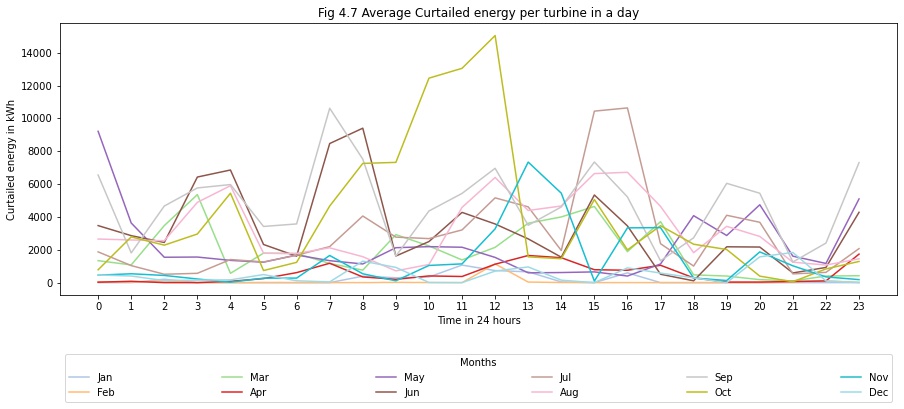 Fig 4.7 Average Curtailed energy per turbine in a day
Curtailed energy in kWh
14000
12000
10000
8000
6000
4000
2000
0
0 1 2 3 4 5 6 7 8 9 10 11 12 13 14 15 16 17 18 19 20 21 22 23
Time in 24 hours
Months
Jan Mar May Jul Sep Nov
Feb Apr Jun Aug Oct Dec